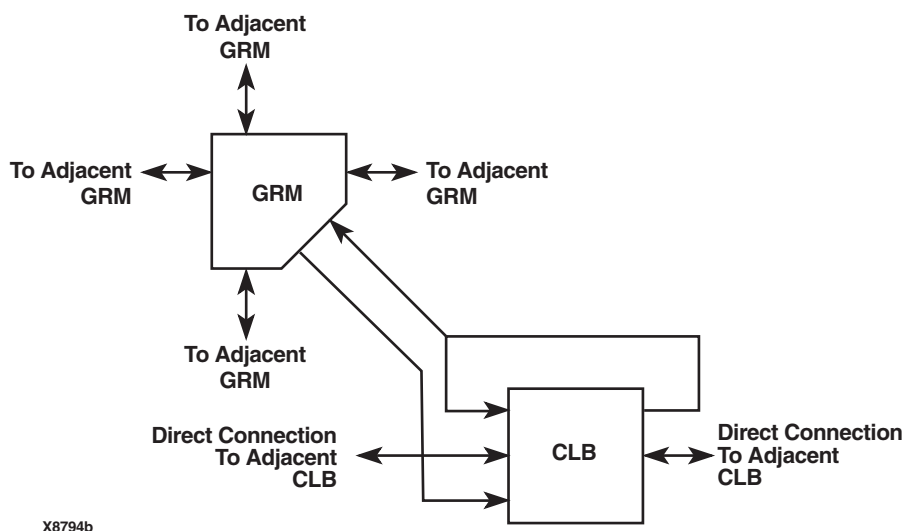 To Adjacent
GRM
To Adjacent
GRM
GRM
To Adjacent
GRM
To Adjacent
GRM
Direct Connection
To Adjacent
CLB
CLB
Direct Connection
To Adjacent
CLB
X8794b